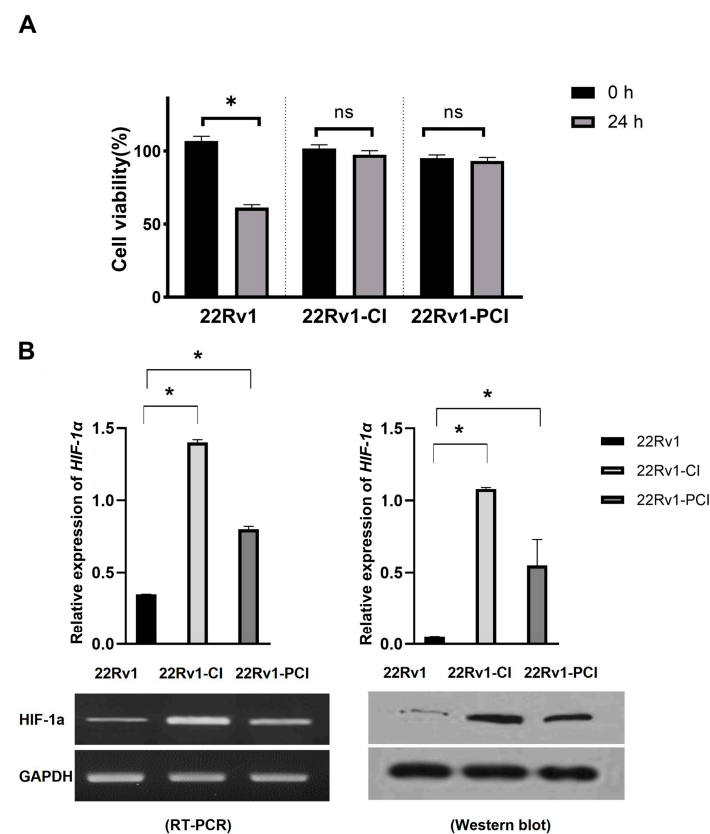 A
Cell viability(%)
100
50
0
*
ns
ns
0 h
24 h
22Rv1
22Rv1-CI
22Rv1-PCI
B
Relative expression of HIF-1α
1.5
1.0
0.5
0.0
*
*
22Rv1 22Rv1-CI 22Rv1-PCI
Relative expression of HIF-1α
1.5
1.0
0.5
0.0
*
*
22Rv1 22Rv1-CI 22Rv1-PCI
22Rv1
22Rv1-CI
22Rv1-PCI
HIF-1a
GAPDH
(RT-PCR)
(Western blot)